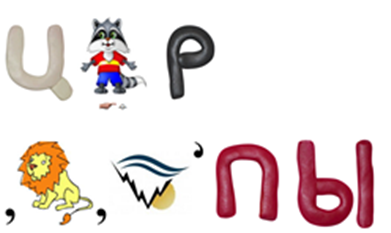 ц р
, , ’ пы